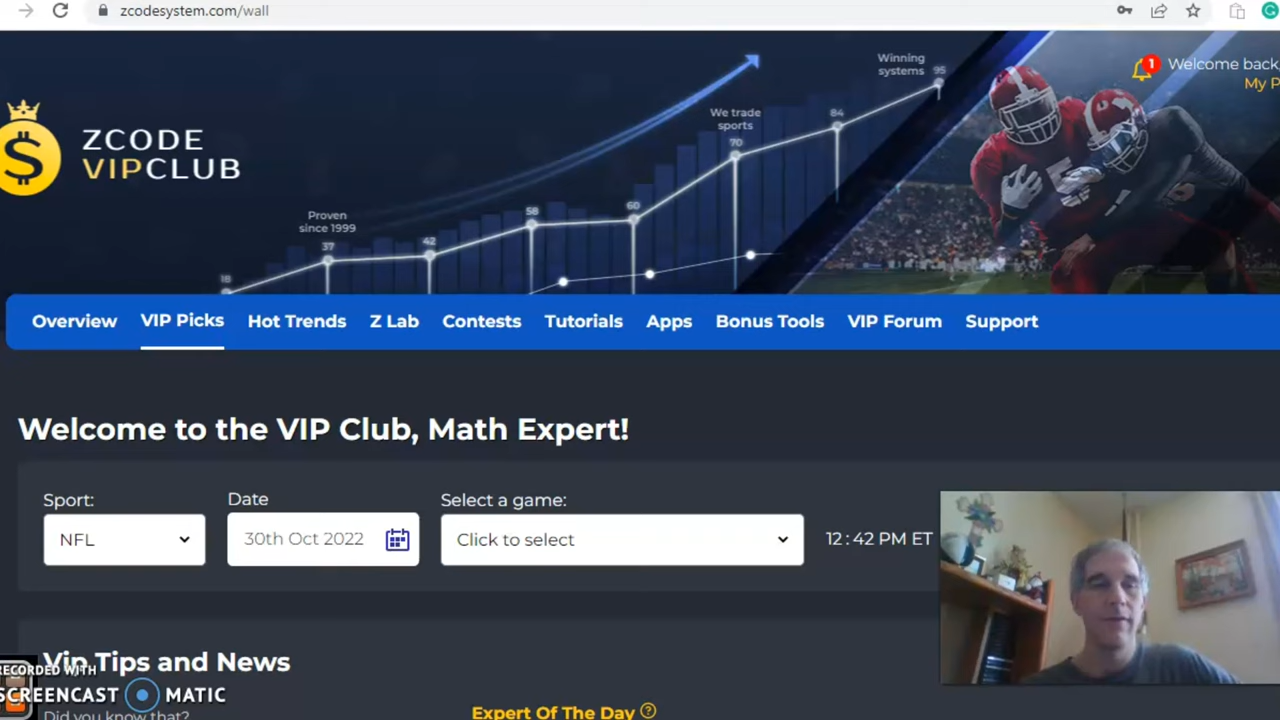 zcodesystem.com/wall
Winning
systems
95
1
Welcome back,
My P
We trade
sports
84
70
ZCODE
VIPCLUB
$
Proven
since 1999
58
60
37
42
18
Overview VIP Picks Hot Trends Z Lab Contests Tutorials Apps Bonus Tools VIP Forum Support
Welcome to the VIP Club, Math Expert!
Sport: Date Select a game:
NFL 30th Oct 2022 Click to select 12:42 PM ET
Vip Tips and News
RECORDED WITH
SCREENCAST MATIC
Did you know that?
Expert Of The Day ?